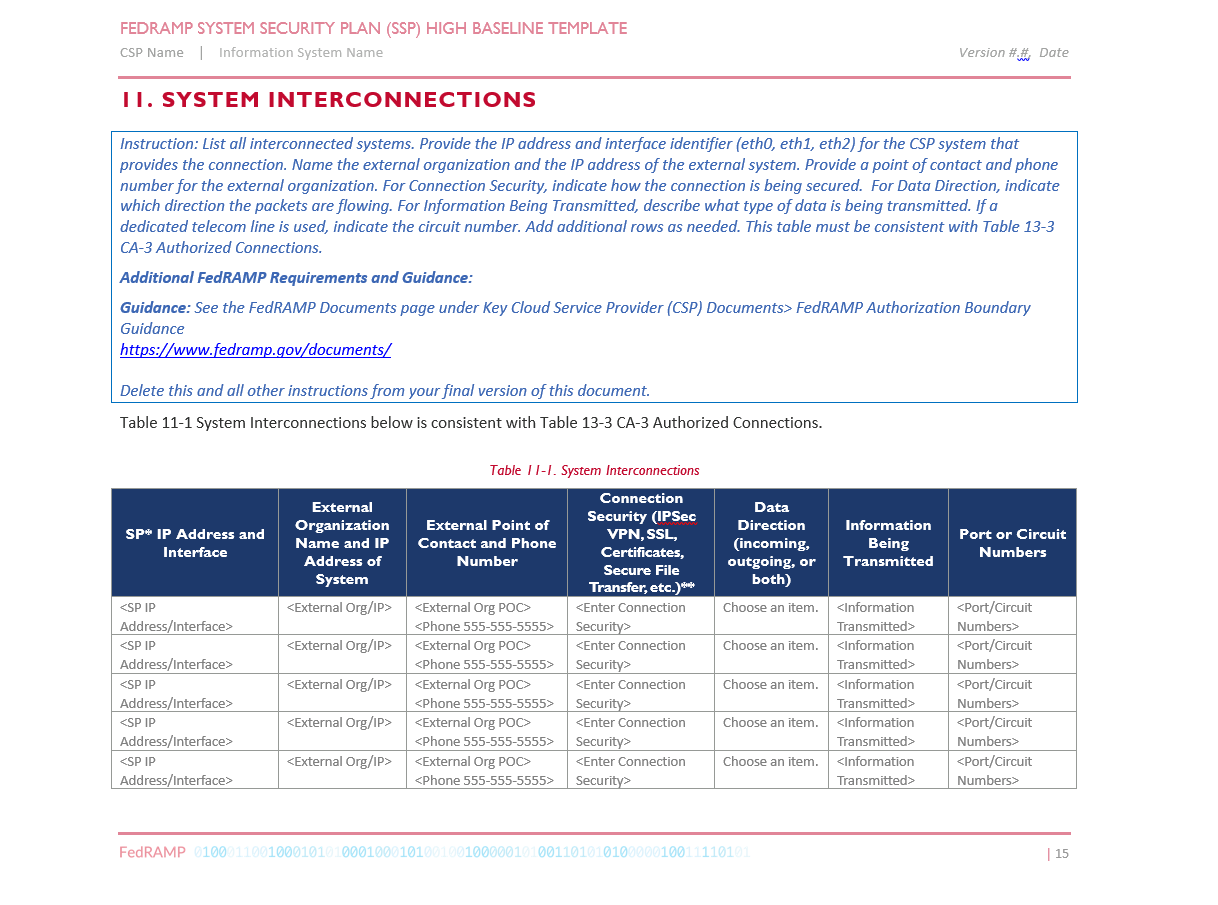 FEDRAMP SYSTEM SECURITY PLAN (SSP) HIGH BASELINE TEMPLATE
CSP Name | Information System Name Version #.#, Date
11. SYSTEM INTERCONNECTIONS
Instruction: List all interconnected systems. Provide the IP address and interface identifier (eth0, eth1, eth2) for the CSP system that
provides the connection. Name the external organization and the IP address of the external system. Provide a point of contact and phone
number for the external organization. For Connection Security, indicate how the connection is being secured. For Data Direction, indicate
which direction the packets are flowing. For Information Being Transmitted, describe what type of data is being transmitted. If a
dedicated telecom line is used, indicate the circuit number. Add additional rows as needed. This table must be consistent with Table 13-3
CA-3 Authorized Connections.
Additional FedRAMP Requirements and Guidance:
Guidance: See the FedRAMP Documents page under Key Cloud Service Provider (CSP) Documents> FedRAMP Authorization Boundary
Guidance
https://www.fedramp.gov/documents/
Delete this and all other instructions from your final version of this document.
Table 11-1 System Interconnections below is consistent with Table 13-3 CA-3 Authorized Connections.
Table 11-1. System Interconnections
SP* IP Address and
Interface
External
Organization
Name and IP
Address of
System
External Point of
Contact and Phone
Number
Connection
Security (IPSec
VPN, SSL,
Certificates,
Secure File
Transfer, etc.)**
Data
Direction
(incoming,
outgoing, or
both)
Information
Being
Transmitted
Port or Circuit
Numbers
<SP IP <External Org/IP> <External Org POC> <Enter Connection Choose an item. <Information <Port/Circuit
Address/Interface> <Phone 555-555-5555> Security> Transmitted> Numbers>
<SP IP <External Org/IP> <External Org POC> <Enter Connection Choose an item. <Information <Port/Circuit
Address/Interface> <Phone 555-555-5555> Security> Transmitted> Numbers>
<SP IP <External Org/IP> <External Org POC> <Enter Connection Choose an item. <Information <Port/Circuit
Address/Interface> <Phone 555-555-5555> Security> Transmitted> Numbers>
<SP IP <External Org/IP> <External Org POC> <Enter Connection Choose an item. <Information <Port/Circuit
Address/Interface> <Phone 555-555-5555> Security> Transmitted> Numbers>
<SP IP <External Org/IP> <External Org POC> <Enter Connection Choose an item. <Information <Port/Circuit
Address/Interface> <Phone 555-555-5555> Security> Transmitted> Numbers>
FedRAMP | 15